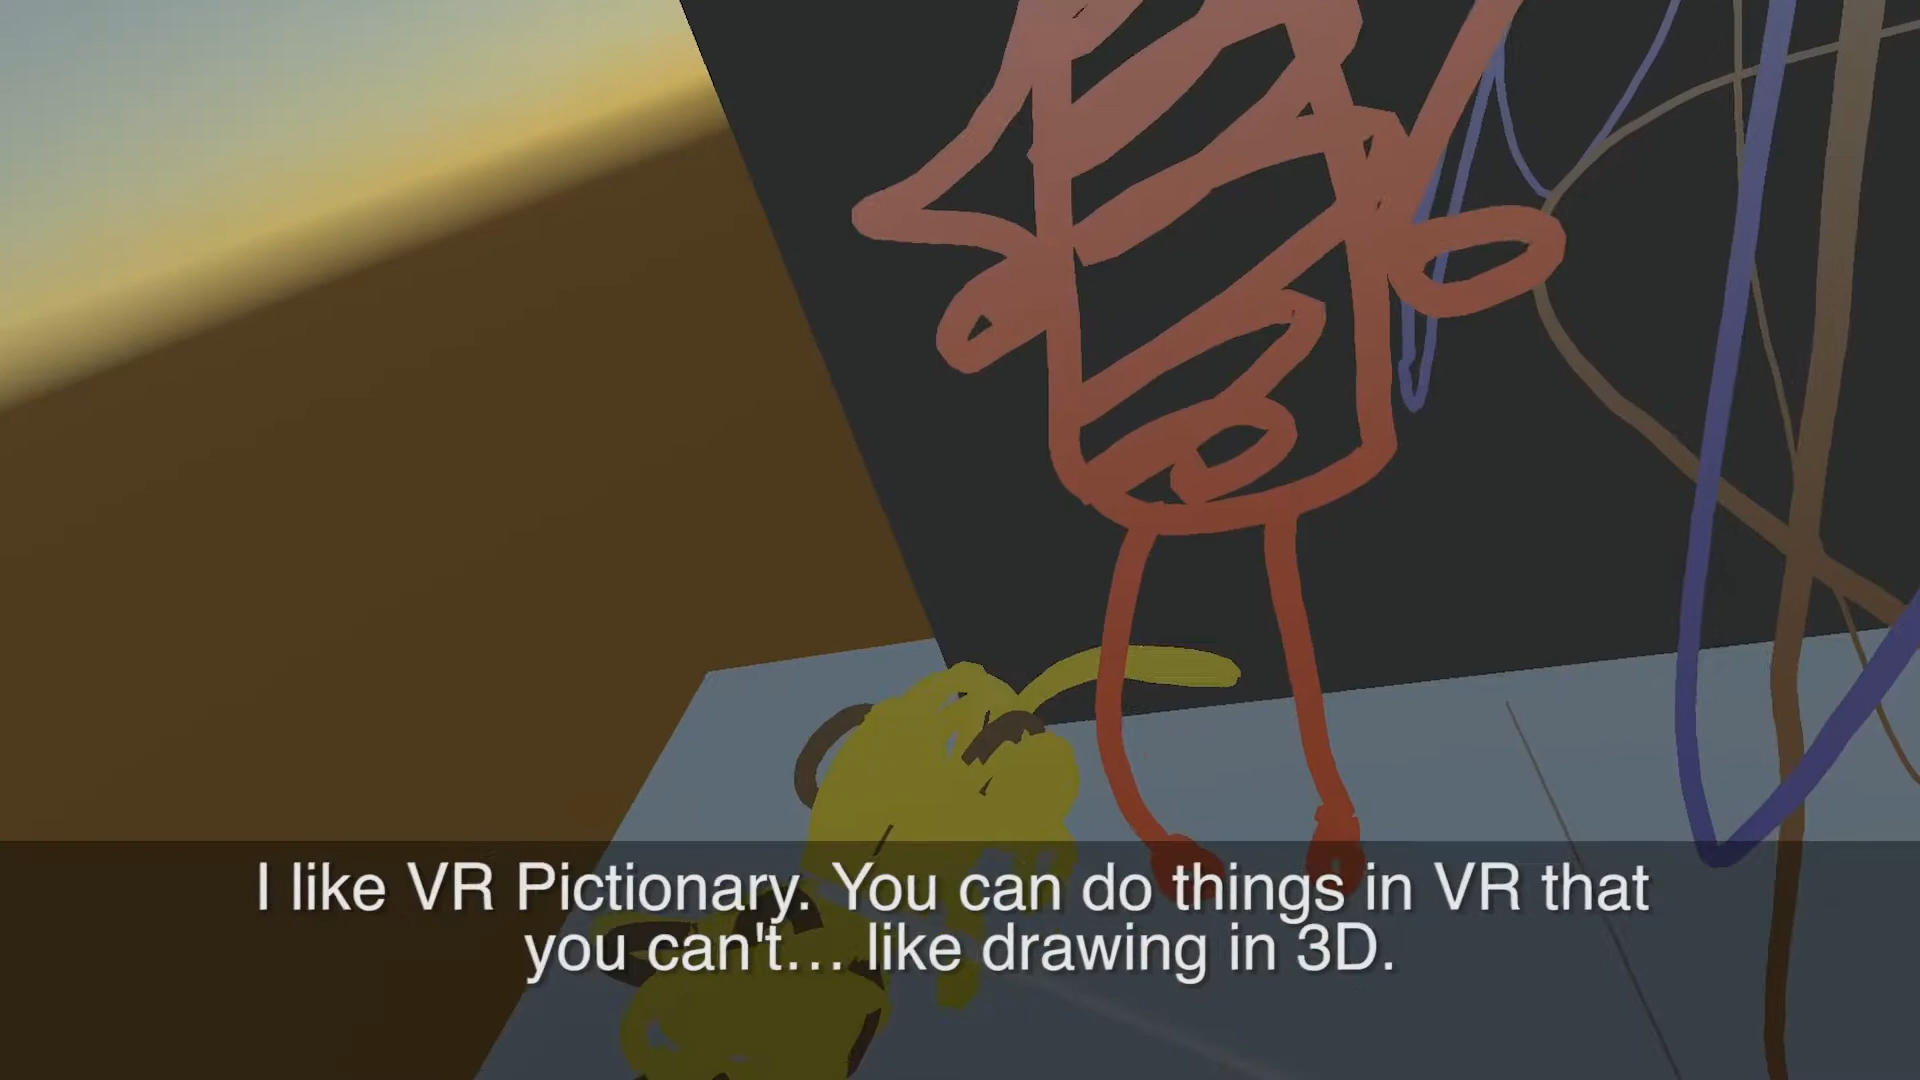 I like VR Pictionary. You can do things in VR that
you can't... like drawing in 3D.